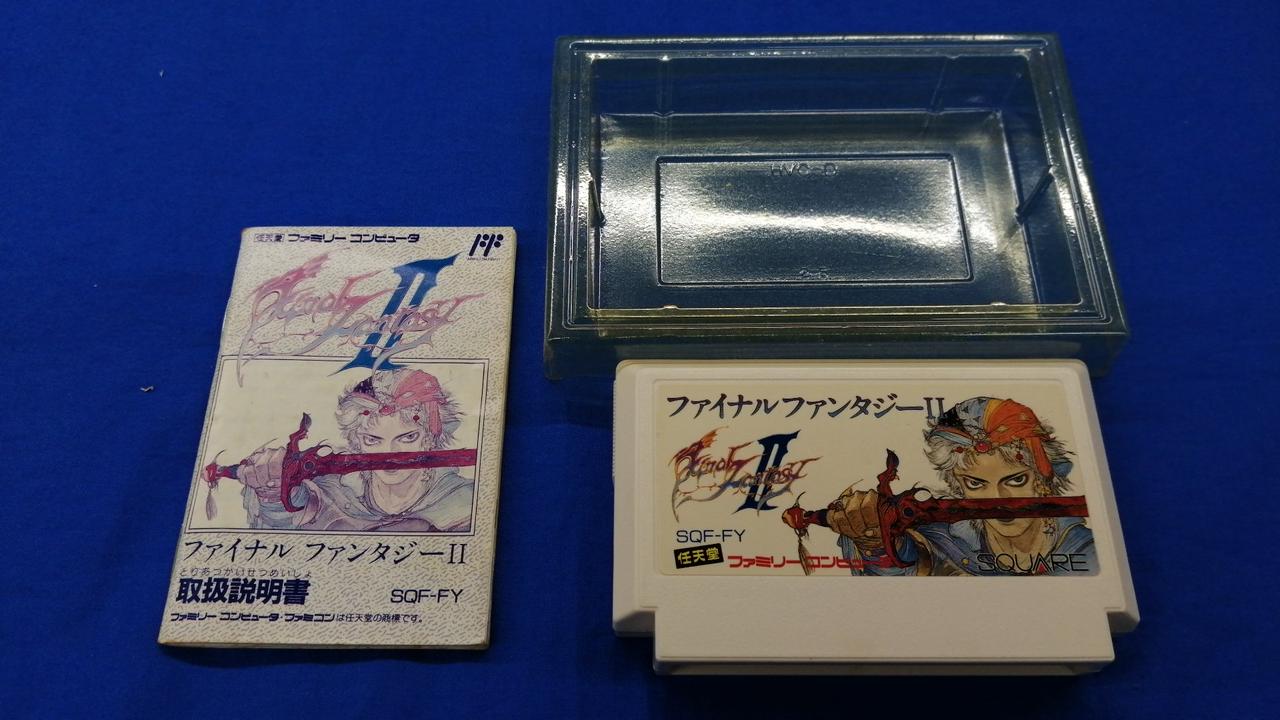 任天堂 ファミリー コンピュータ
Final Fantasy II
ファイナル ファンタジーII
とりあつかいせつめいしょ
取扱説明書
SQF-FY
ファミリー コンピュータ・ファミコンは任天堂の商標です。
HVC-D
ファイナルファンタジーII
Final Fantasy II
SQF-FY
任天堂
ファミリーコンピュータ
SQUARE